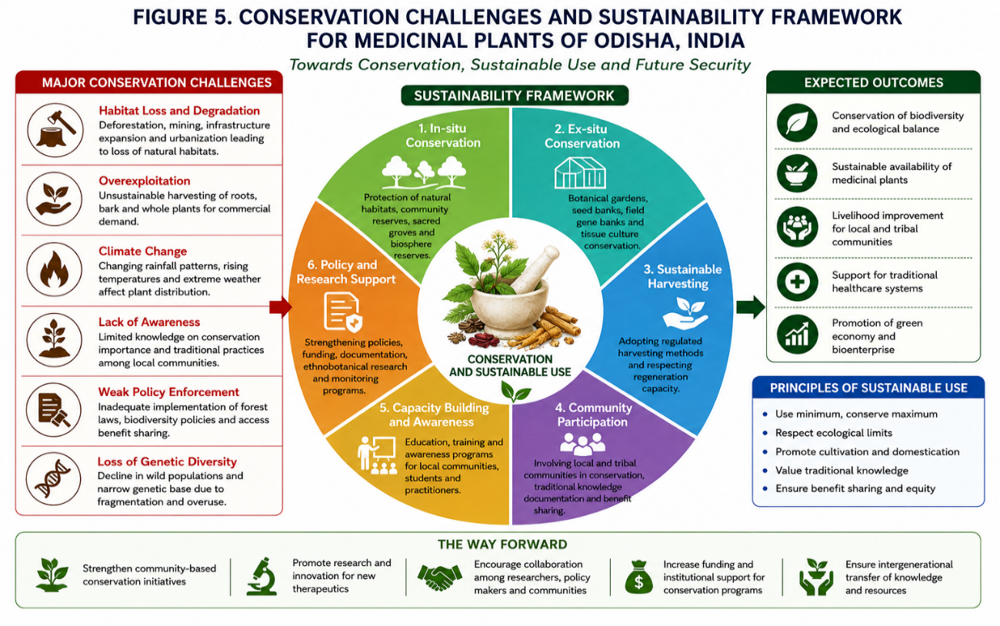 FIGURE 5. CONSERVATION CHALLENGES AND SUSTAINABILITY FRAMEWORK
FOR MEDICINAL PLANTS OF ODISHA, INDIA
Towards Conservation, Sustainable Use and Future Security
MAJOR CONSERVATION CHALLENGES
Habitat Loss and Degradation
Deforestation, mining, infrastructure
expansion and urbanization leading
to loss of natural habitats.
Overexploitation
Unsustainable harvesting of roots,
bark and whole plants for commercial
demand.
Climate Change
Changing rainfall patterns, rising
temperatures and extreme weather
affect plant distribution.
Lack of Awareness
Limited knowledge on conservation
importance and traditional practices
among local communities.
Weak Policy Enforcement
Inadequate implementation of forest
laws, biodiversity policies and access
benefit sharing.
Loss of Genetic Diversity
Decline in wild populations and
narrow genetic base due to
fragmentation and overuse.
SUSTAINABILITY FRAMEWORK
1. In-situ
Conservation
Protection of natural
habitats, community
reserves, sacred
groves and
biosphere
reserves.
2. Ex-situ
Conservation
Botanical gardens,
seed banks, field
gene banks and
tissue culture
conservation.
3. Sustainable
Harvesting
Adopting regulated
harvesting methods
and respecting
regeneration
capacity.
4. Community
Participation
Involving local and tribal
communities in conservation,
traditional knowledge
documentation and benefit
sharing.
5. Capacity Building
and Awareness
Education, training and
awareness programs
for local communities,
students and
practitioners.
6. Policy and
Research Support
Strengthening policies,
funding, documentation,
ethnobotanical research
and monitoring
programs.
CONSERVATION
AND SUSTAINABLE USE
EXPECTED OUTCOMES
Conservation of biodiversity
and ecological balance
Sustainable availability of
medicinal plants
Livelihood improvement
for local and tribal
communities
Support for traditional
healthcare systems
Promotion of green
economy and
bioenterprise
PRINCIPLES OF SUSTAINABLE USE
• Use minimum, conserve maximum
• Respect ecological limits
• Promote cultivation and domestication
• Value traditional knowledge
• Ensure benefit sharing and equity
THE WAY FORWARD
Strengthen community-based
conservation initiatives
Promote research and
innovation for new
therapeutics
Encourage collaboration
among researchers, policy
makers and communities
$
Increase funding and
institutional support for
conservation programs
Ensure intergenerational
transfer of knowledge
and resources